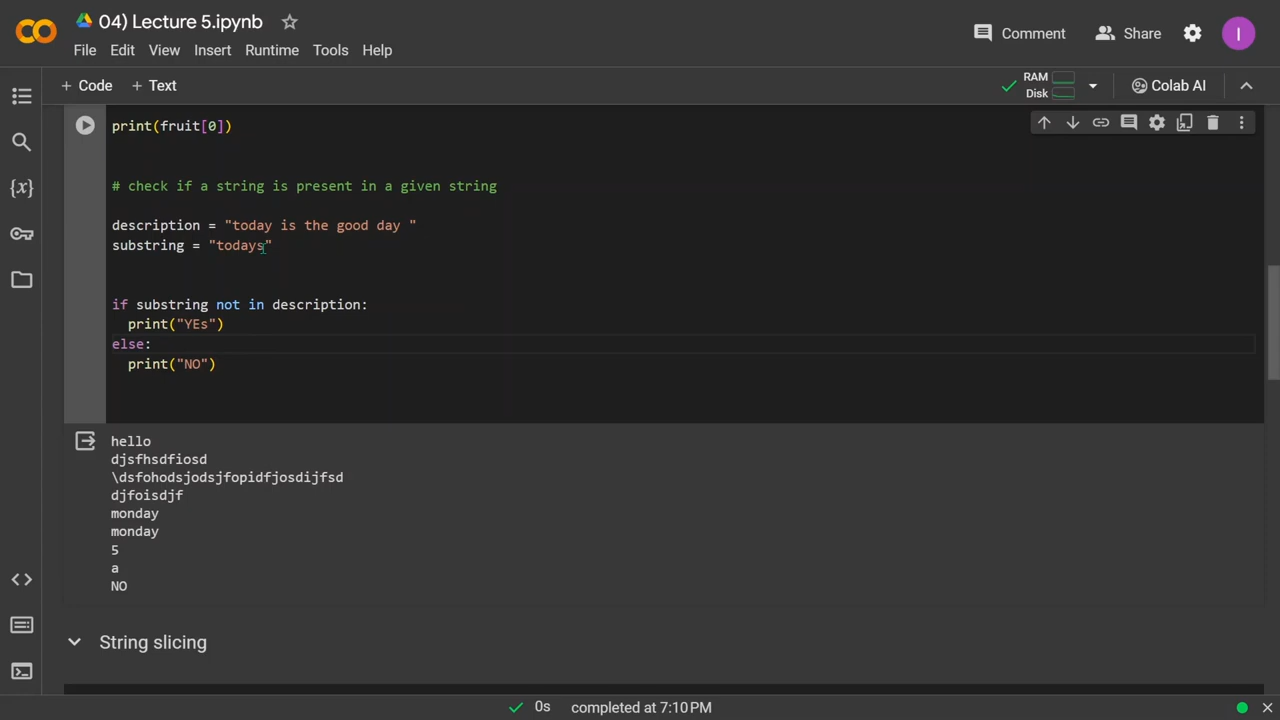 04) Lecture 5.ipynb
Comment
Share
I
File Edit View Insert Runtime Tools Help
+ Code + Text
RAM
Disk
Colab AI
print(fruit[0])
# check if a string is present in a given string
description = "today is the good day "
substring = "todays"
if substring not in description:
  print("YEs")
else:
  print("NO")
hello
djsfhsdfiosd
\dsfohodsjodsjfopidfjosdijfsd
djfoisdjf
monday
monday
5
a
NO
String slicing
0s completed at 7:10 PM